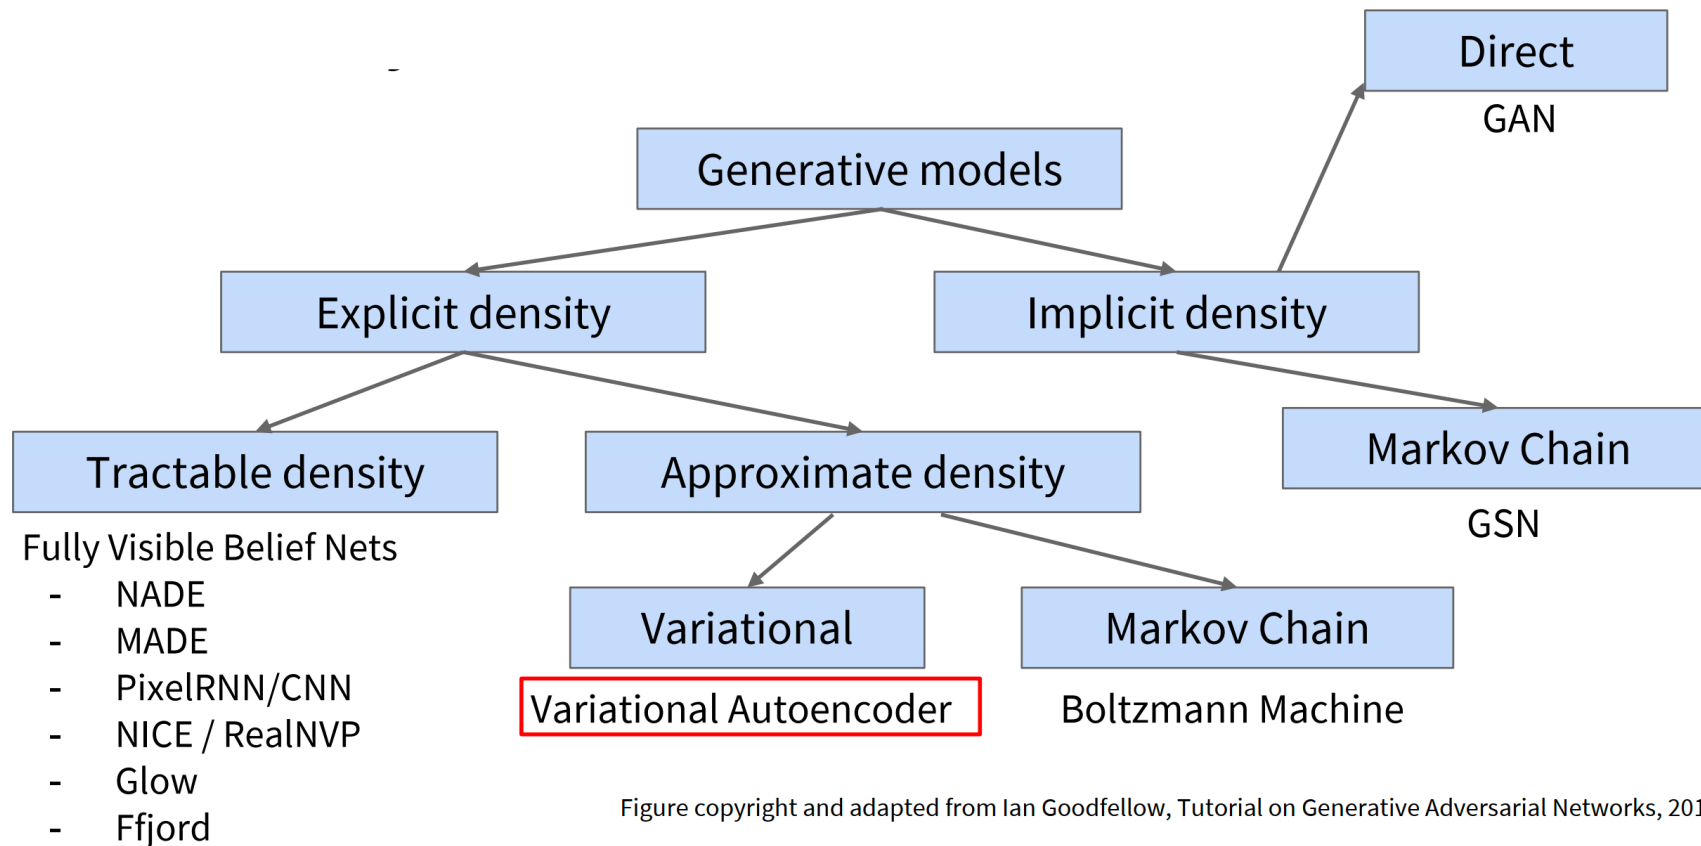 Direct
GAN
Generative models
Explicit density
Implicit density
Tractable density
Approximate density
Markov Chain
GSN
Fully Visible Belief Nets
- NADE
- MADE
- PixelRNN/CNN
- NICE / RealNVP
- Glow
- Ffjord
Variational
Markov Chain
Variational Autoencoder
Boltzmann Machine
Figure copyright and adapted from Ian Goodfellow, Tutorial on Generative Adversarial Networks,